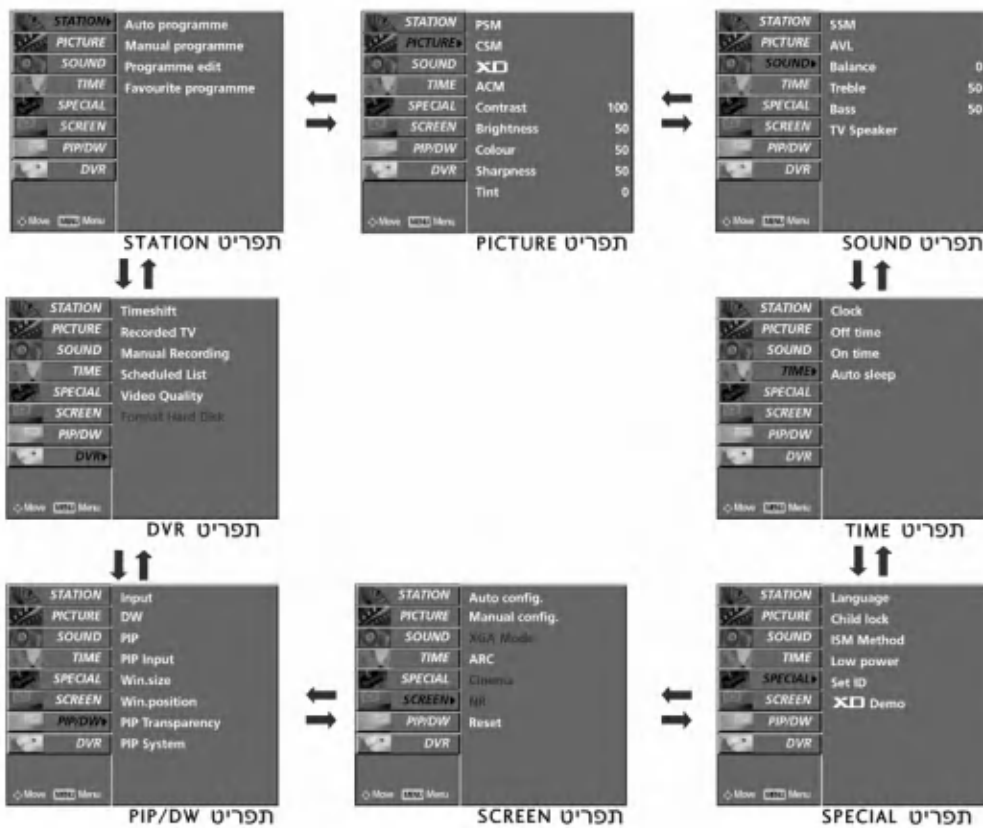 STATION Auto programme
PICTURE Manual programme
SOUND Programme edit
TIME Favourite programme
SPECIAL
SCREEN
PIP/DW
DVR
Move MENU Menu
תפריט STATION
STATION PSM
PICTURE CSM
SOUND XD
TIME ACM
SPECIAL Contrast 100
SCREEN Brightness 50
PIP/DW Colour 50
DVR Sharpness 50
Tint 0
Move MENU Menu
תפריט PICTURE
STATION SSM
PICTURE AVL
SOUND Balance 0
TIME Treble 50
SPECIAL Bass 50
SCREEN TV Speaker
PIP/DW
DVR
Move MENU Menu
תפריט SOUND
STATION Timeshift
PICTURE Recorded TV
SOUND Manual Recording
TIME Scheduled List
SPECIAL Video Quality
SCREEN Format Hard Disk
PIP/DW
DVR
Move MENU Menu
תפריט DVR
STATION Clock
PICTURE Off time
SOUND On time
TIME Auto sleep
SPECIAL
SCREEN
PIP/DW
DVR
Move MENU Menu
תפריט TIME
STATION Input
PICTURE DW
SOUND PIP
TIME PIP Input
SPECIAL Win.size
SCREEN Win.position
PIP/DW PIP Transparency
DVR PIP System
Move MENU Menu
תפריט PIP/DW
STATION Auto config.
PICTURE Manual config.
SOUND XGA Mode
TIME ARC
SPECIAL Cinema
SCREEN NR
PIP/DW Reset
DVR
Move MENU Menu
תפריט SCREEN
STATION Language
PICTURE Child lock
SOUND ISM Method
TIME Low power
SPECIAL Set ID
SCREEN XD Demo
PIP/DW
DVR
Move MENU Menu
תפריט SPECIAL